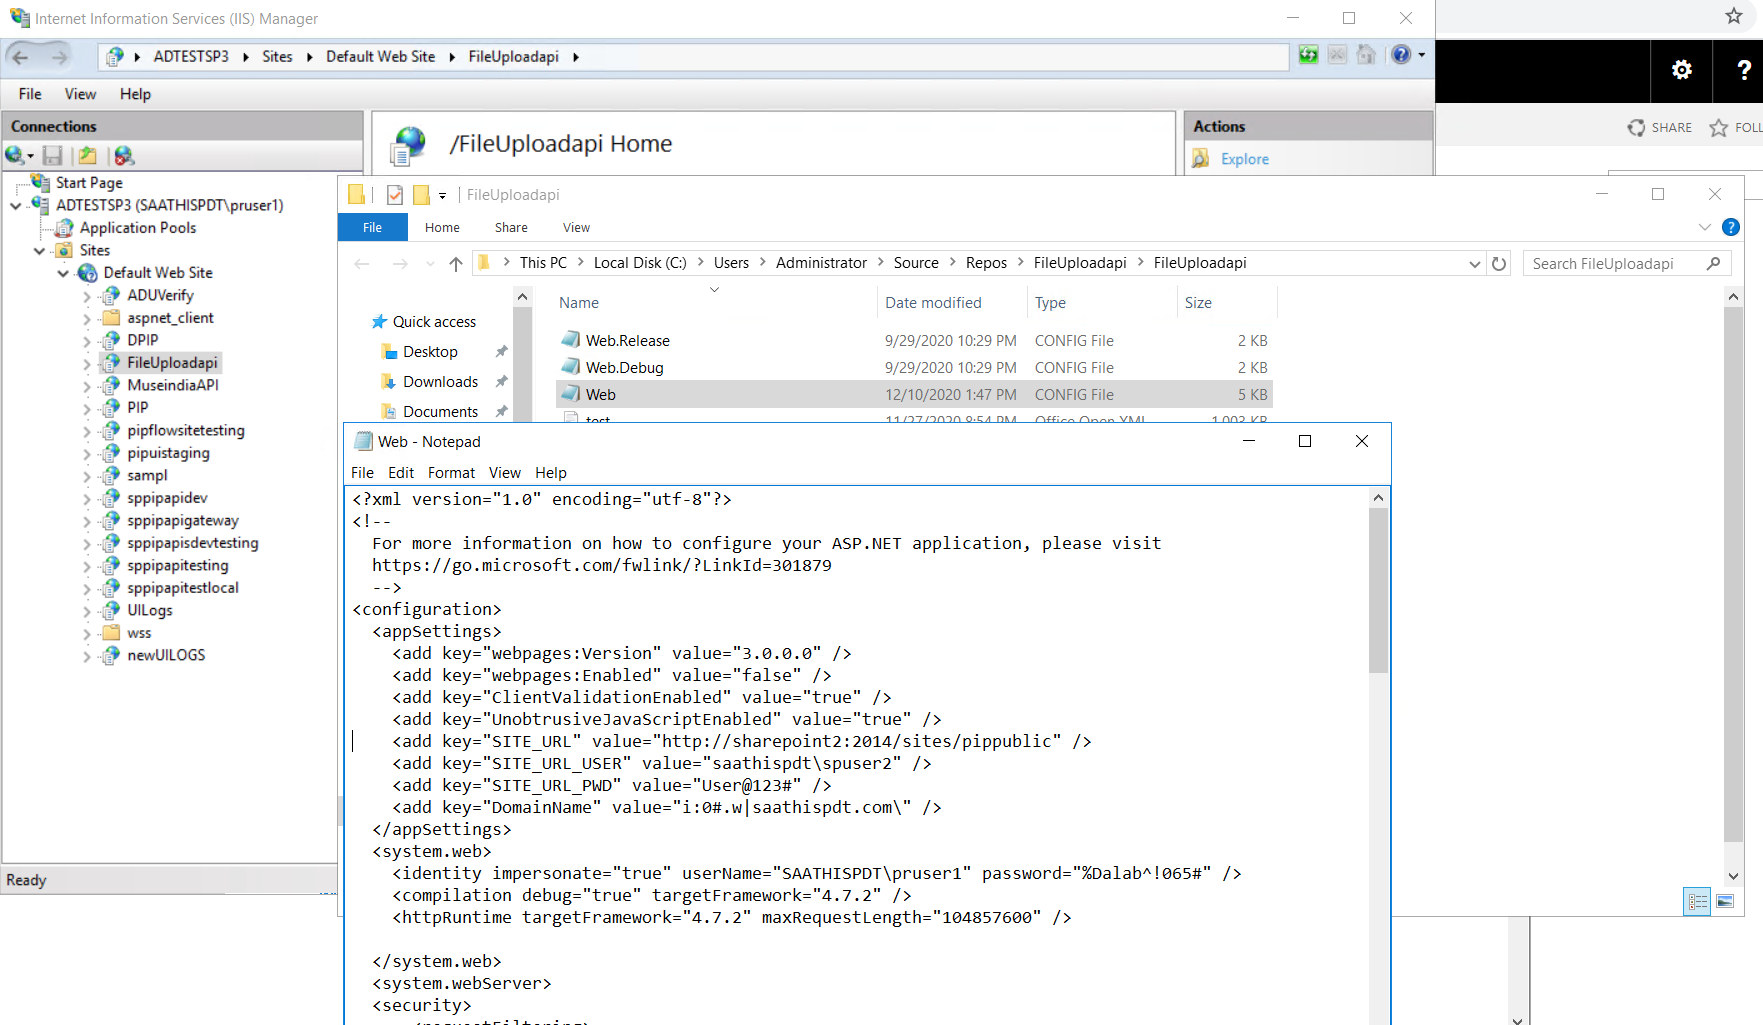 Internet Information Services (IIS) Manager
ADTESTSP3 Sites Default Web Site FileUploadapi
File View Help
Connections
Start Page
ADTESTSP3 (SAATHISPDT\pruser1)
Application Pools
Sites
Default Web Site
ADUVerify
aspnet_client
DPIP
FileUploadapi
MuseindiaAPI
PIP
pipflowsitetesting
pipuistaging
sampl
sppipapidev
sppipapigateway
sppipapisdevtesting
sppipapitesting
sppipapitestlocal
UILogs
wss
newUILOGS
Ready
/FileUploadapi Home
Actions
Explore
SHARE FOLL
FileUploadapi
File Home Share View
This PC Local Disk (C:) Users Administrator Source Repos FileUploadapi FileUploadapi
Search FileUploadapi
Quick access
Desktop
Downloads
Documents
Name Date modified Type Size
Web.Release 9/29/2020 10:29 PM CONFIG File 2 KB
Web.Debug 9/29/2020 10:29 PM CONFIG File 2 KB
Web 12/10/2020 1:47 PM CONFIG File 5 KB
test 11/27/2020 8:54 PM Office Open XML 1,003 KB
Web - Notepad
File Edit Format View Help
<?xml version="1.0" encoding="utf-8"?>
<!--
For more information on how to configure your ASP.NET application, please visit
https://go.microsoft.com/fwlink/?LinkId=301879
-->
<configuration>
<appSettings>
<add key="webpages:Version" value="3.0.0.0" />
<add key="webpages:Enabled" value="false" />
<add key="ClientValidationEnabled" value="true" />
<add key="UnobtrusiveJavaScriptEnabled" value="true" />
<add key="SITE_URL" value="http://sharepoint2:2014/sites/pippublic" />
<add key="SITE_URL_USER" value="saathispdt\spuser2" />
<add key="SITE_URL_PWD" value="User@123#" />
<add key="DomainName" value="i:0#.w|saathispdt.com\" />
</appSettings>
<system.web>
<identity impersonate="true" userName="SAATHISPDT\pruser1" password="%Dalab^!065#" />
<compilation debug="true" targetFramework="4.7.2" />
<httpRuntime targetFramework="4.7.2" maxRequestLength="104857600" />
</system.web>
<system.webServer>
<security>
<requestFiltering>